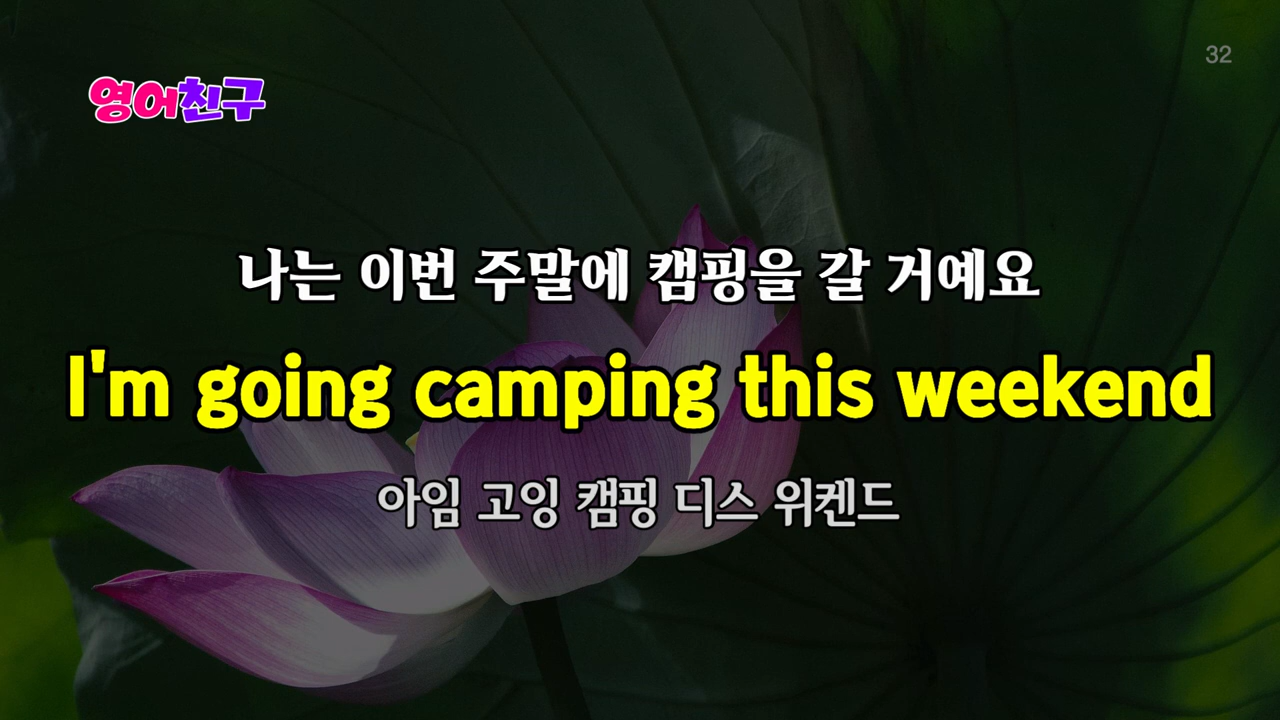 32
영어친구
나는 이번 주말에 캠핑을 갈 거예요
I'm going camping this weekend
아임 고잉 캠핑 디스 위켄드